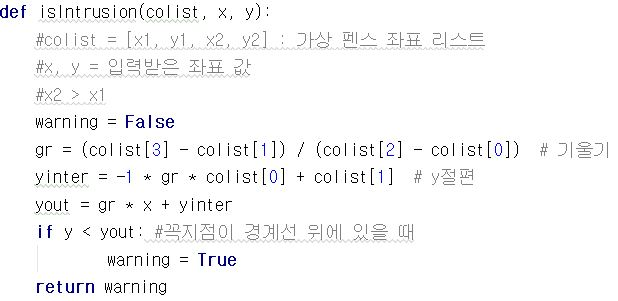 def isIntrusion(colist, x, y):
    #colist = [x1, y1, x2, y2] : 가상 펜스 좌표 리스트
    #x, y = 입력받은 좌표 값
    #x2 > x1
    warning = False
    gr = (colist[3] - colist[1]) / (colist[2] - colist[0])  # 기울기
    yinter = -1 * gr * colist[0] + colist[1]  # y절편
    yout = gr * x + yinter
    if y < yout: #꼭지점이 경계선 위에 있을 때
            warning = True
    return warning